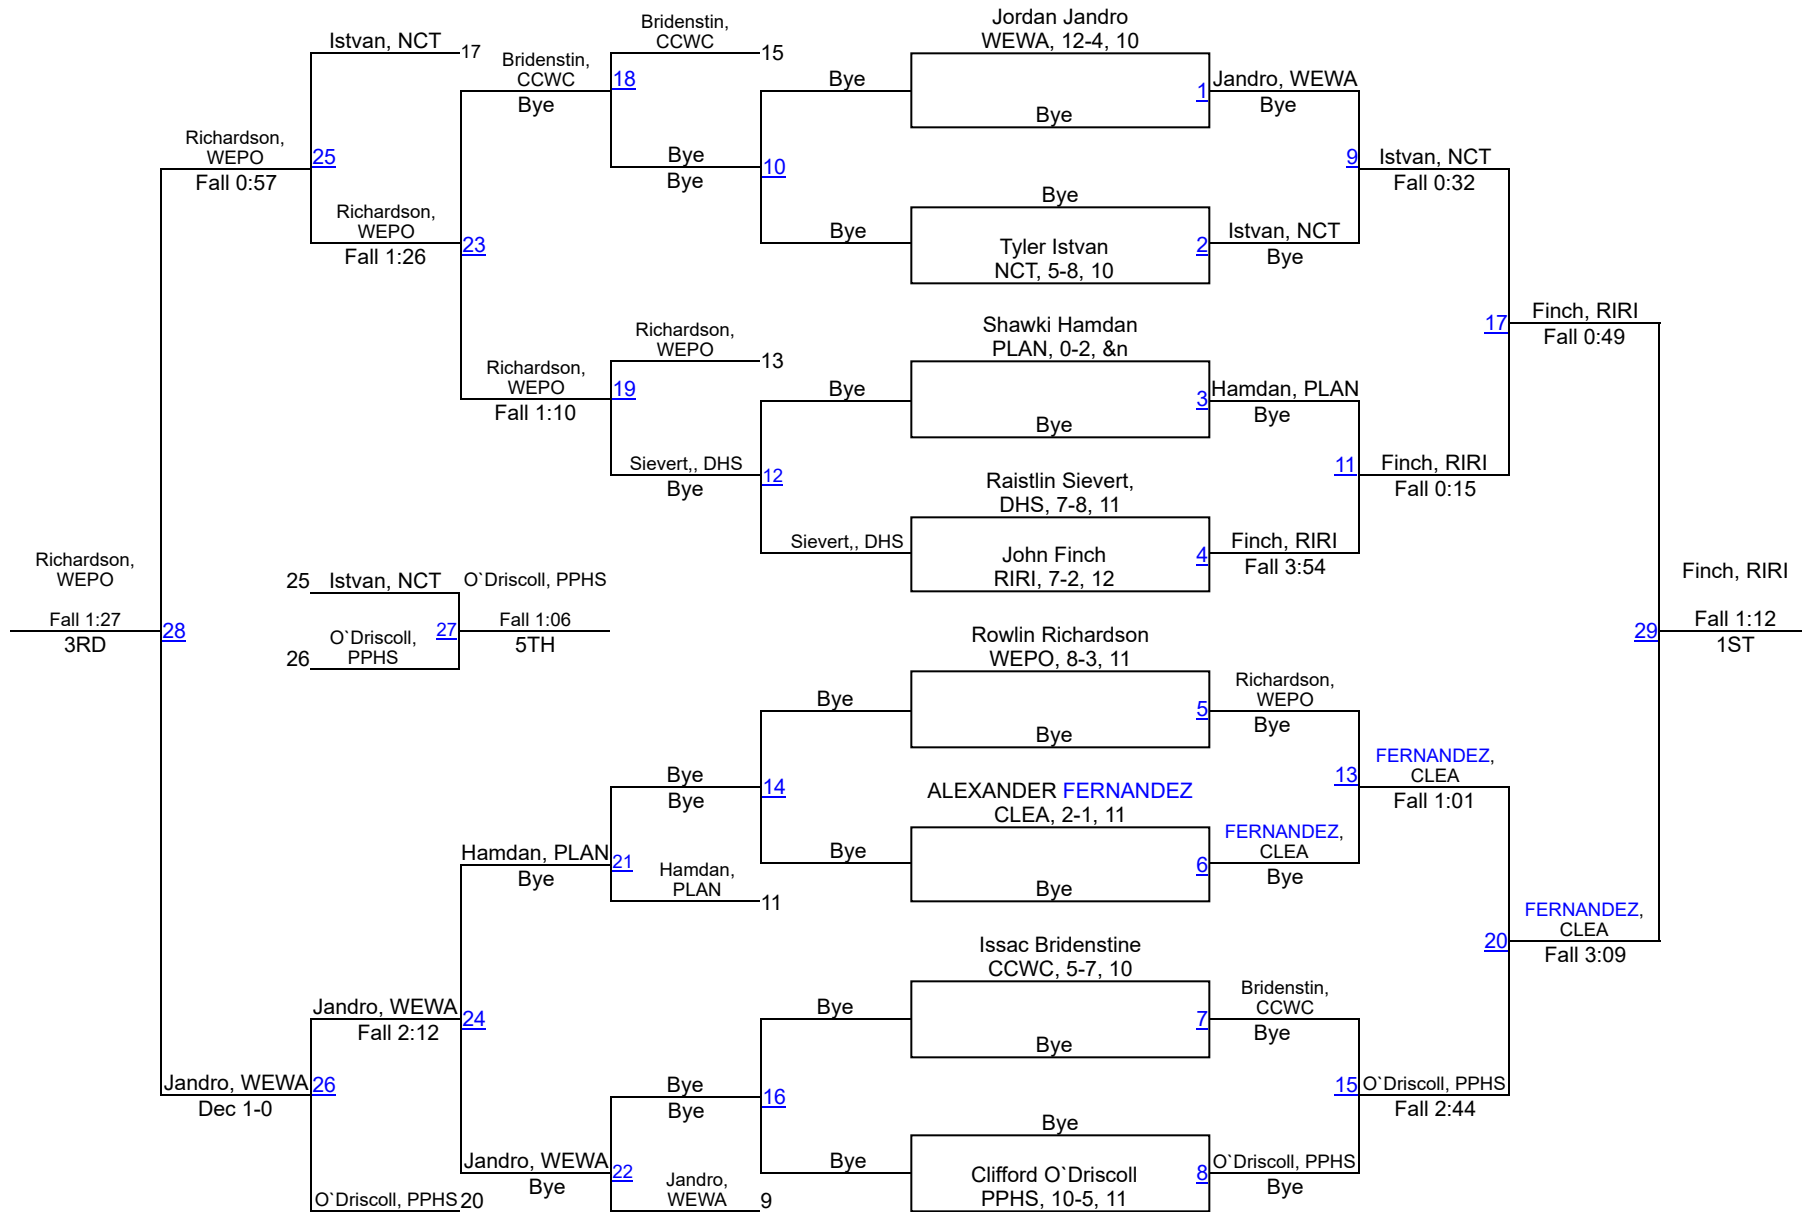 Jordan Jandro
WEWA, 12-4, 10
Bridenstin,
CCWC
15
Istvan, NCT
17
Bridenstin,
CCWC
Bye
18
Bye
1
Jandro, WEWA
Bye
Bye
Richardson,
WEPO
Fall 0:57
25
Bye
Bye
10
9
Istvan, NCT
Fall 0:32
Richardson,
WEPO
Fall 1:26
23
Bye
Bye
Tyler Istvan
NCT, 5-8, 10
2
Istvan, NCT
Bye
Richardson,
WEPO
13
Shawki Hamdan
PLAN, 0-2, &n
17
Finch, RIRI
Fall 0:49
Richardson,
WEPO
Fall 1:10
19
Bye
3
Hamdan, PLAN
Bye
Bye
Sievert,, DHS
Bye
12
11
Finch, RIRI
Fall 0:15
Raistlin Sievert,
DHS, 7-8, 11
Sievert,, DHS
John Finch
RIRI, 7-2, 12
4
Finch, RIRI
Fall 3:54
Richardson,
WEPO
Fall 1:27
3RD
28
25
Istvan, NCT
O`Driscoll, PPHS
26
O`Driscoll,
PPHS
27
Fall 1:06
5TH
Finch, RIRI
29
Fall 1:12
1ST
Rowlin Richardson
WEPO, 8-3, 11
Bye
5
Richardson,
WEPO
Bye
Bye
Bye
Bye
14
13
FERNANDEZ,
CLEA
Fall 1:01
ALEXANDER FERNANDEZ
CLEA, 2-1, 11
Hamdan, PLAN
Bye
21
Hamdan,
PLAN
11
Bye
6
FERNANDEZ,
CLEA
Bye
Bye
20
FERNANDEZ,
CLEA
Fall 3:09
Issac Bridenstine
CCWC, 5-7, 10
Jandro, WEWA
Fall 2:12
24
Bye
7
Bridenstin,
CCWC
Bye
Bye
Jandro, WEWA
Dec 1-0
26
Bye
Bye
16
15
O`Driscoll, PPHS
Fall 2:44
Bye
Jandro, WEWA
Bye
22
Bye
Clifford O`Driscoll
PPHS, 10-5, 11
8
O`Driscoll, PPHS
Bye
O`Driscoll, PPHS
20
Jandro,
WEWA
9